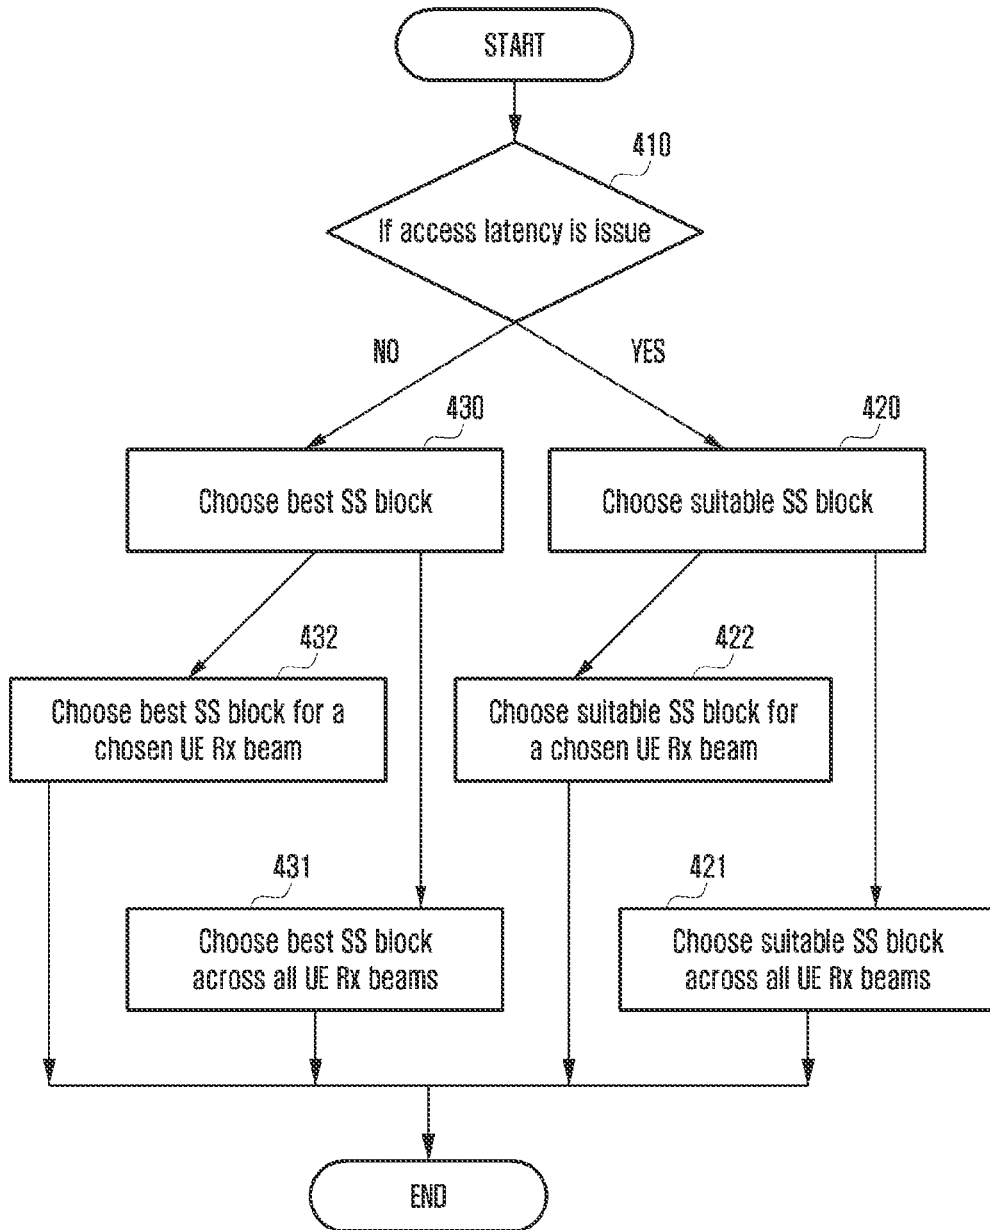 START
410
If access latency is issue
NO
YES
430
420
Choose best SS block
Choose suitable SS block
432
422
Choose best SS block for a
chosen UE Rx beam
Choose suitable SS block for
a chosen UE Rx beam
431
421
Choose best SS block
across all UE Rx beams
Choose suitable SS block
across all UE Rx beams
END